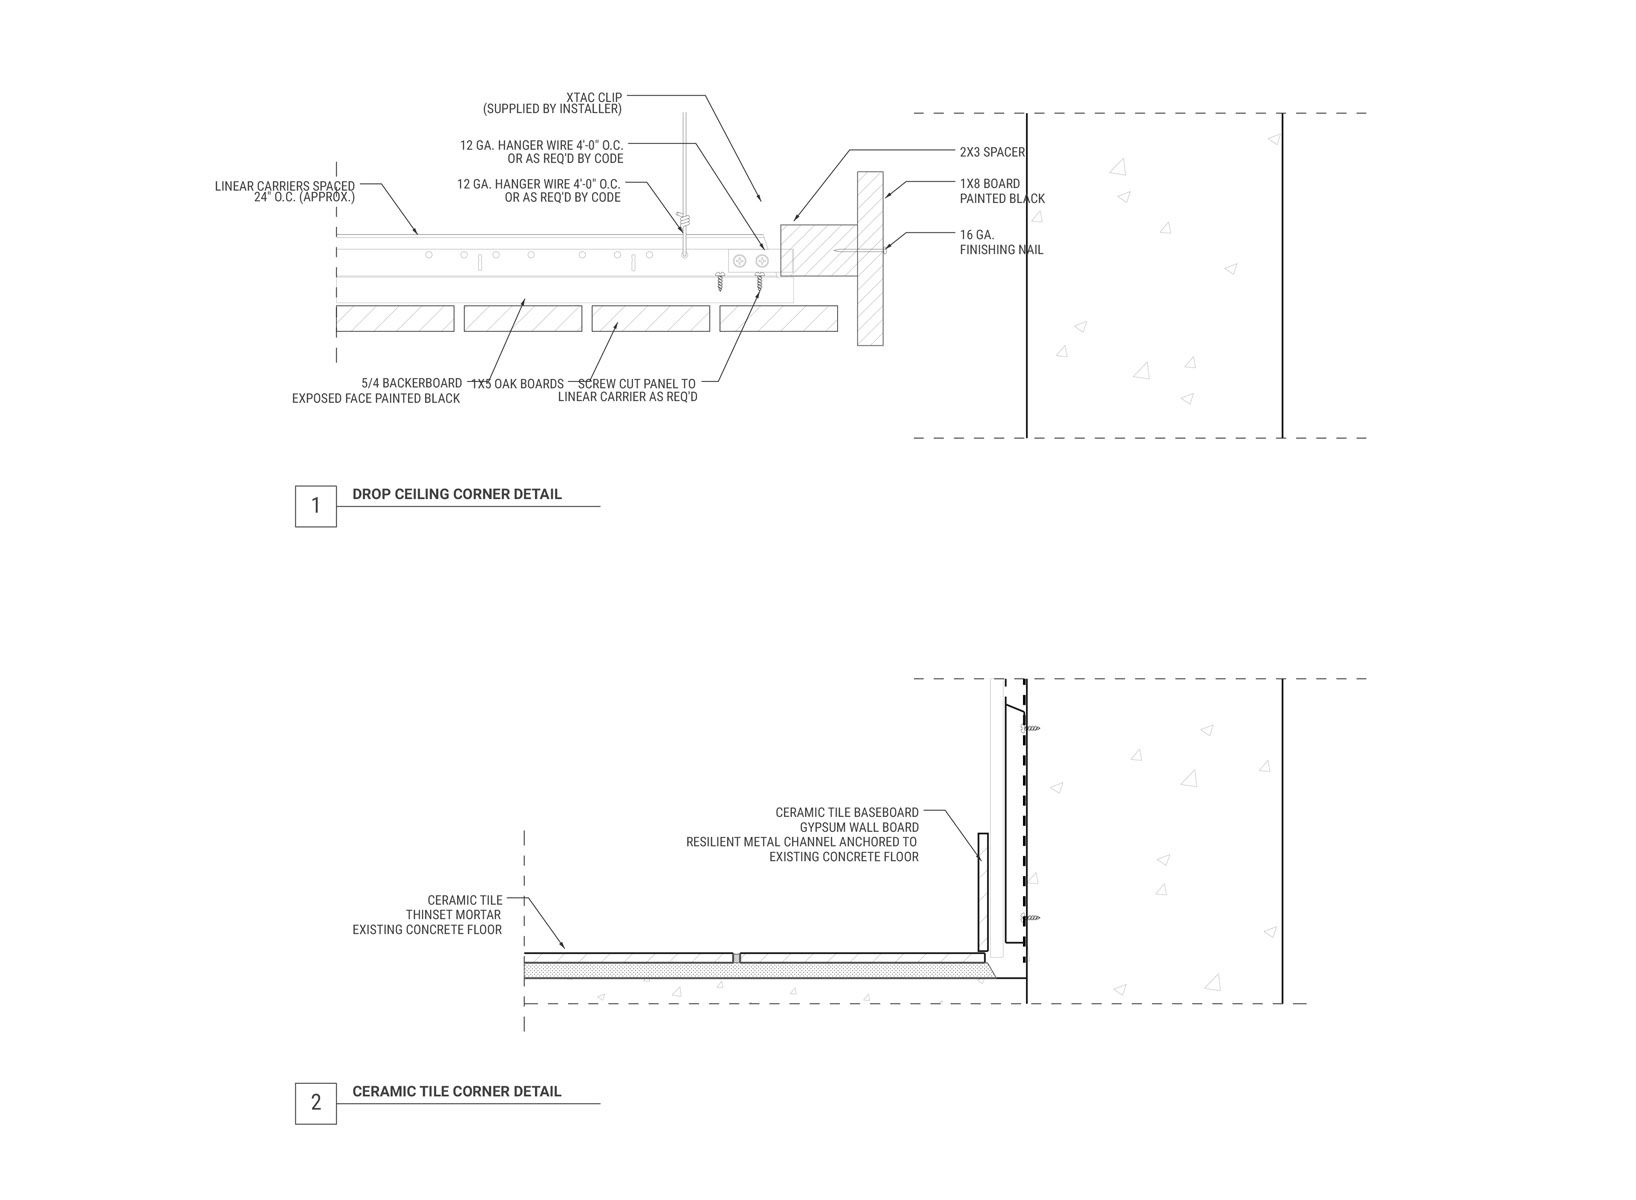 XTAC CLIP
(SUPPLIED BY INSTALLER)
12 GA. HANGER WIRE 4'-0" O.C.
OR AS REQ'D BY CODE
12 GA. HANGER WIRE 4'-0" O.C.
OR AS REQ'D BY CODE
LINEAR CARRIERS SPACED
24" O.C. (APPROX.)
2X3 SPACER
1X8 BOARD
PAINTED BLACK
16 GA.
FINISHING NAIL
5/4 BACKERBOARD
EXPOSED FACE PAINTED BLACK
1X5 OAK BOARDS
SCREW CUT PANEL TO
LINEAR CARRIER AS REQ'D
1
DROP CEILING CORNER DETAIL
CERAMIC TILE BASEBOARD
GYPSUM WALL BOARD
RESILIENT METAL CHANNEL ANCHORED TO
EXISTING CONCRETE FLOOR
CERAMIC TILE
THINSET MORTAR
EXISTING CONCRETE FLOOR
2
CERAMIC TILE CORNER DETAIL